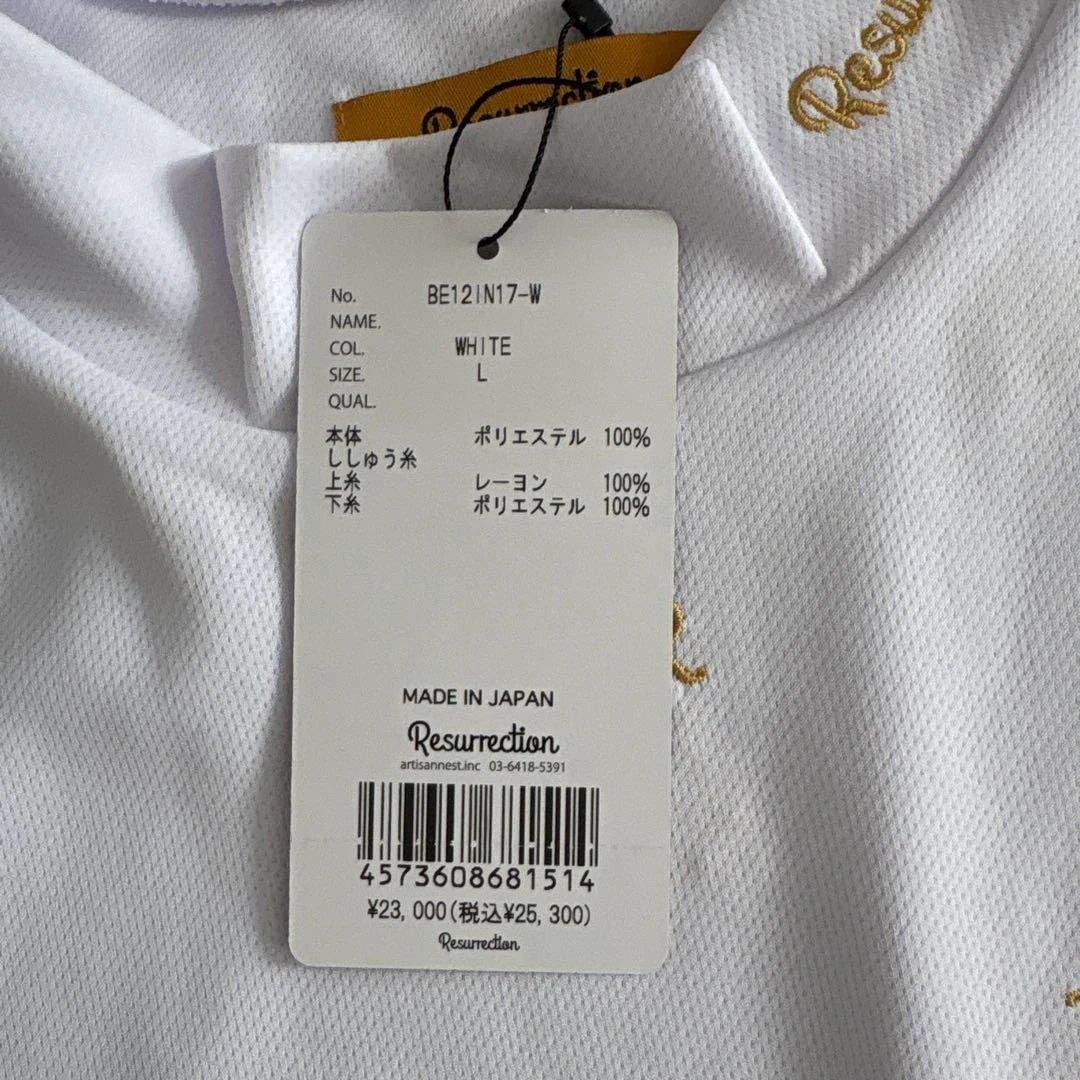 Resurrection
Resu
No. BE12IN17-W
NAME.
COL. WHITE
SIZE. L
QUAL.
本体 ポリエステル 100%
ししゅう糸
上糸 レーヨン 100%
下糸 ポリエステル 100%
MADE IN JAPAN
Resurrection
artisannest.inc 03-6418-5391
4573608681514
¥23,000(税込¥25,300)
Resurrection